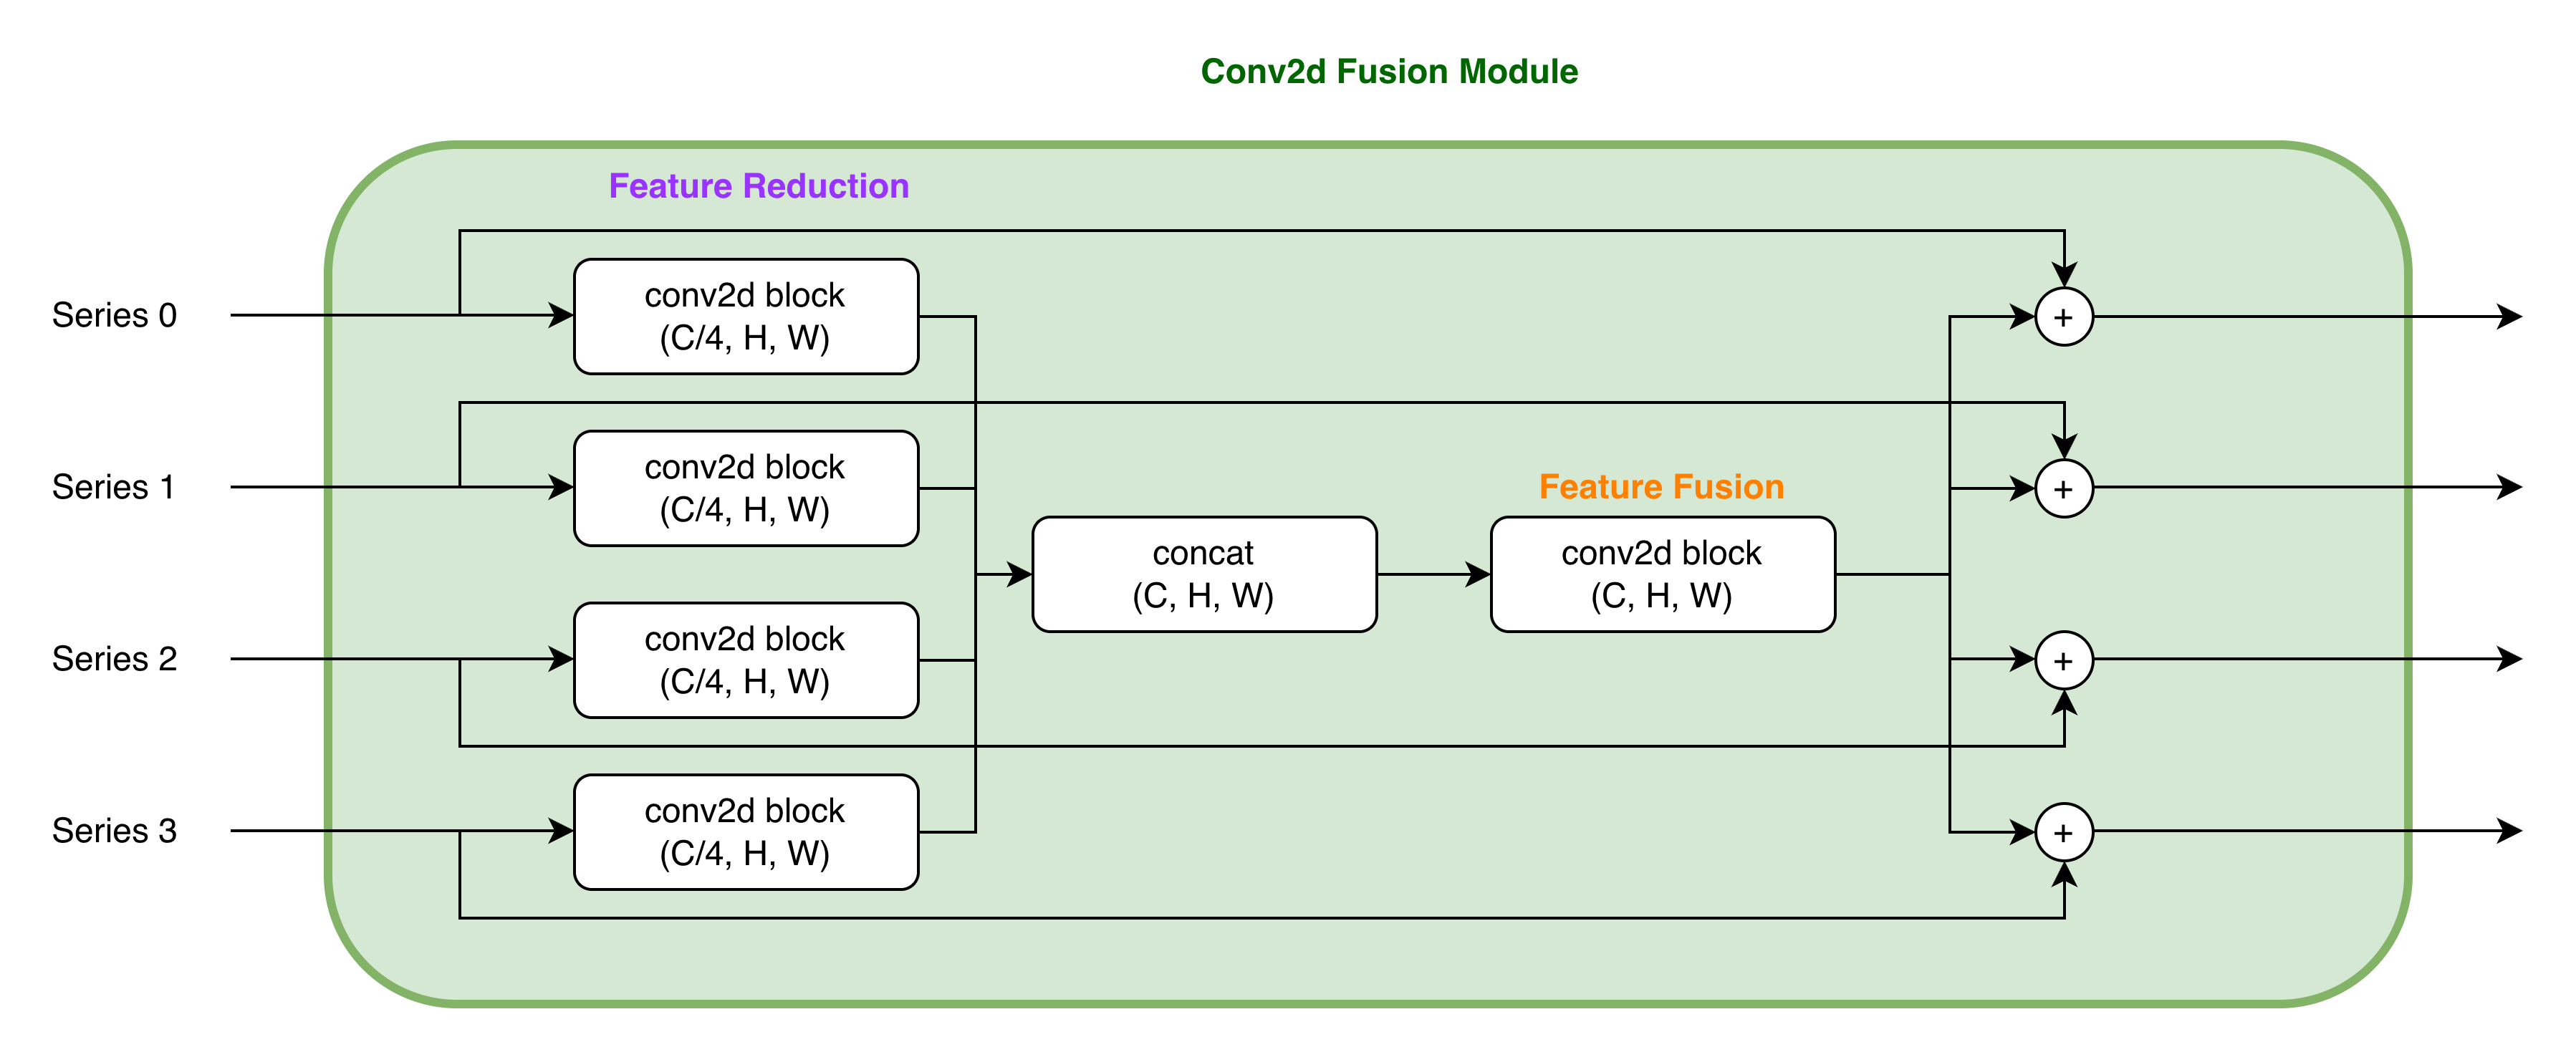 Conv2d Fusion Module
Feature Reduction
Series 0
conv2d block
(C/4, H, W)
+
Series 1
conv2d block
(C/4, H, W)
+
Feature Fusion
concat
(C, H, W)
conv2d block
(C, H, W)
Series 2
conv2d block
(C/4, H, W)
+
Series 3
conv2d block
(C/4, H, W)
+